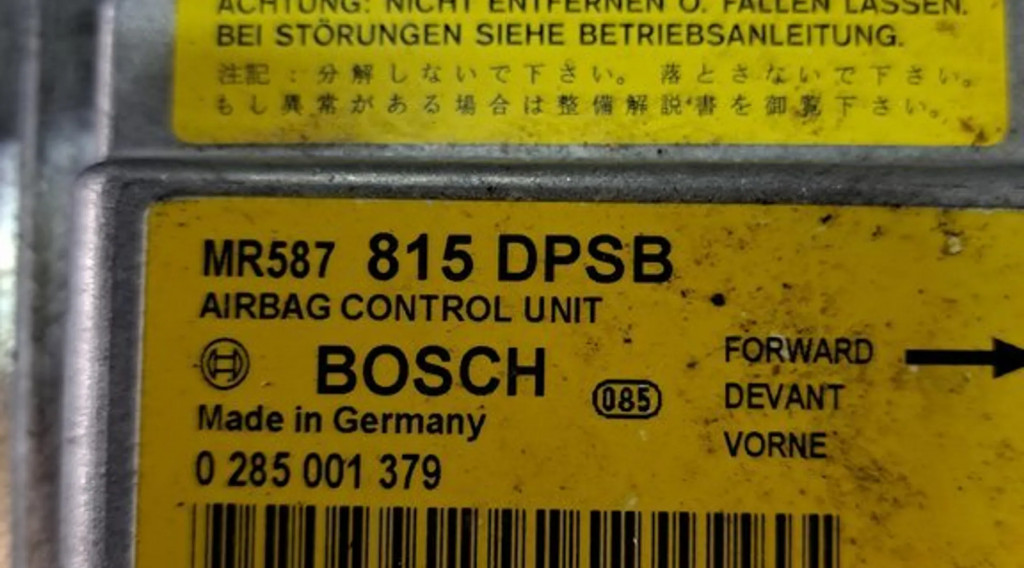 ACHTUNG: NICHT ENTFERNEN O. FALLEN LASSEN.
BEI STÖRUNGEN SIEHE BETRIEBSANLEITUNG.
注記：分解しないで下さい。 落とさないで下さい。
もし異常がある場合は整備解説書を御覧下さい。
MR587 815 DPSB
AIRBAG CONTROL UNIT
BOSCH
085
Made in Germany
0 285 001 379
FORWARD
DEVANT
VORNE